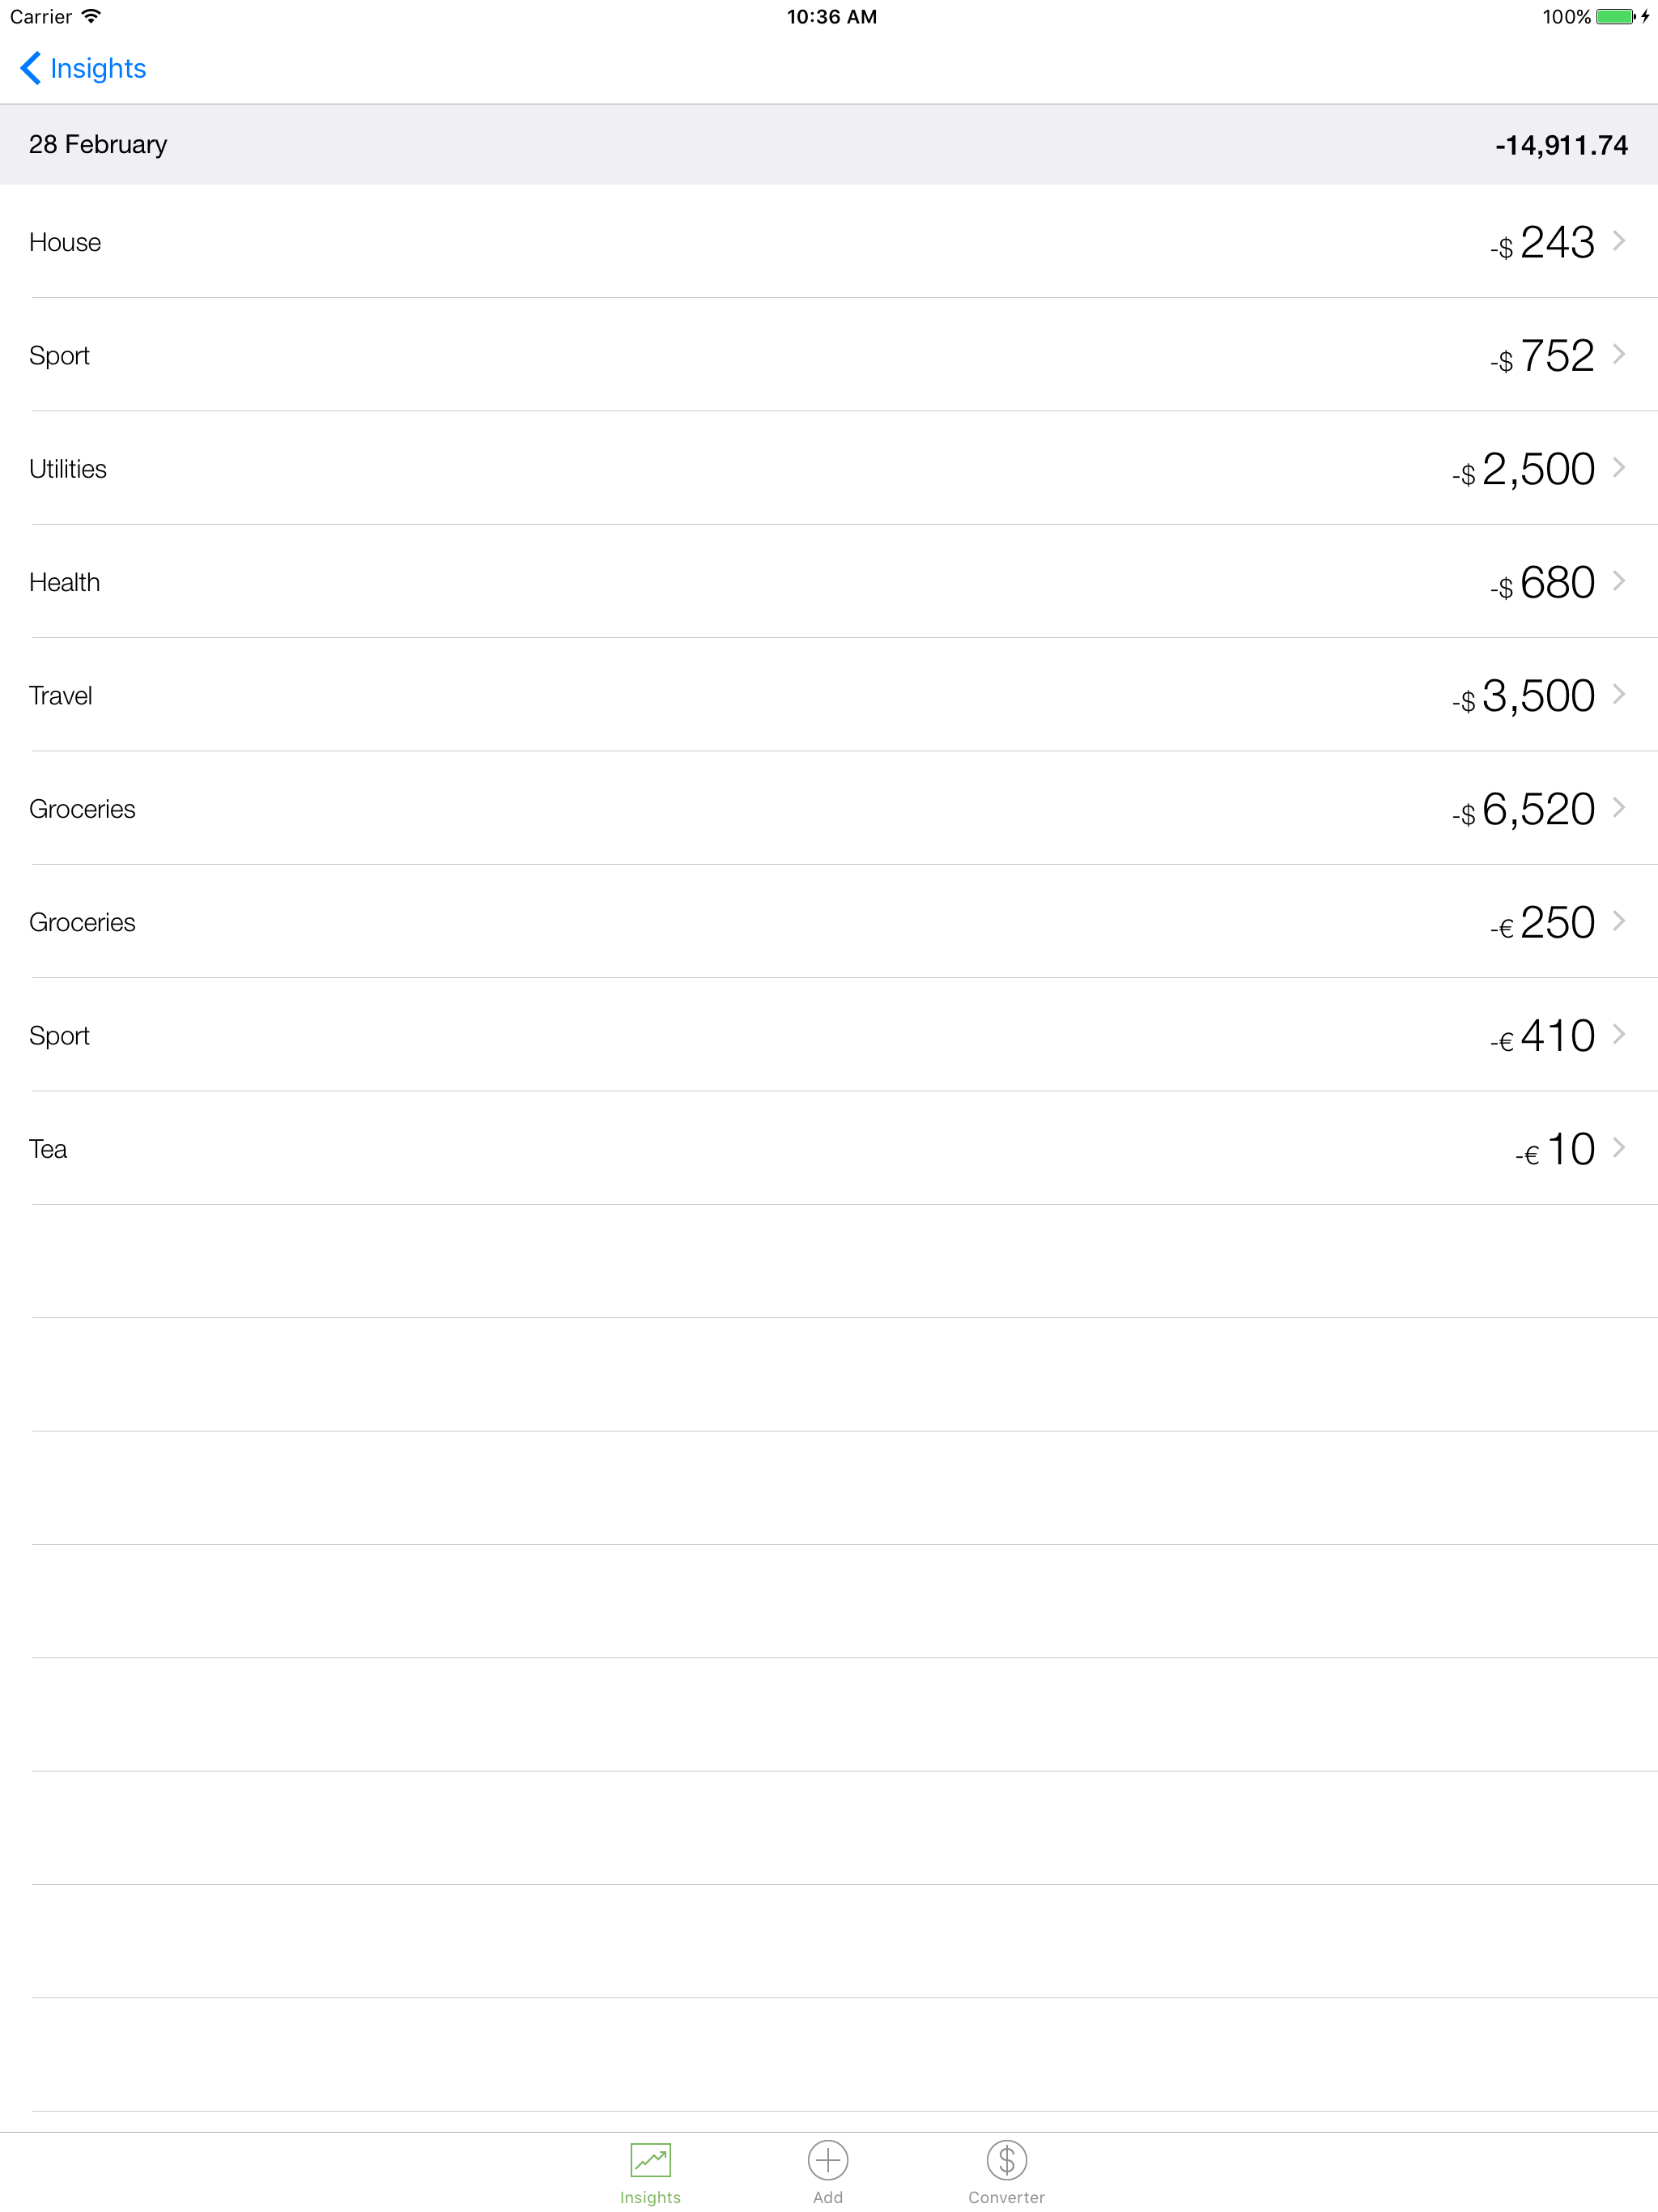 Carrier 10:36 AM 100%
Insights
28 February -14,911.74
House -$ 243
Sport -$ 752
Utilities -$ 2,500
Health -$ 680
Travel -$ 3,500
Groceries -$ 6,520
Groceries -€ 250
Sport -€ 410
Tea -€ 10
$
Insights Add Converter